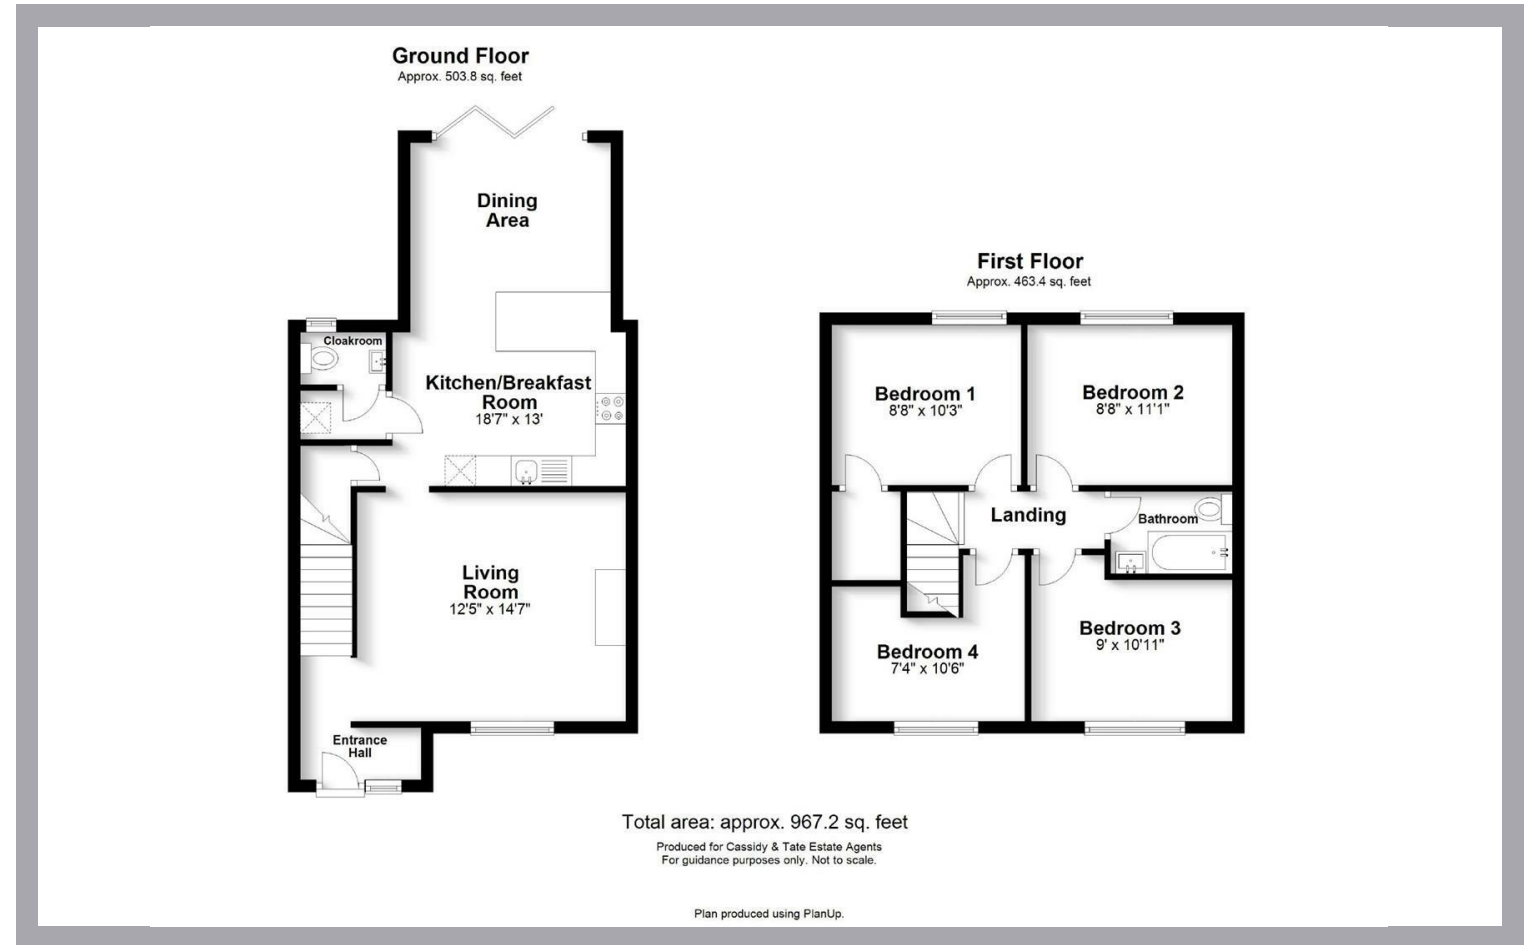 Ground Floor
Approx. 503.8 sq. feet
Dining
Area
Cloakroom
Kitchen/Breakfast
Room
18'7" x 13'
Living
Room
12'5" x 14'7"
Entrance
Hall
First Floor
Approx. 463.4 sq. feet
Bedroom 1
8'8" x 10'3"
Bedroom 2
8'8" x 11'1"
Landing
Bathroom
Bedroom 3
9' x 10'11"
Bedroom 4
7'4" x 10'6"
Total area: approx. 967.2 sq. feet
Produced for Cassidy & Tate Estate Agents
For guidance purposes only. Not to scale.
Plan produced using PlanUp.